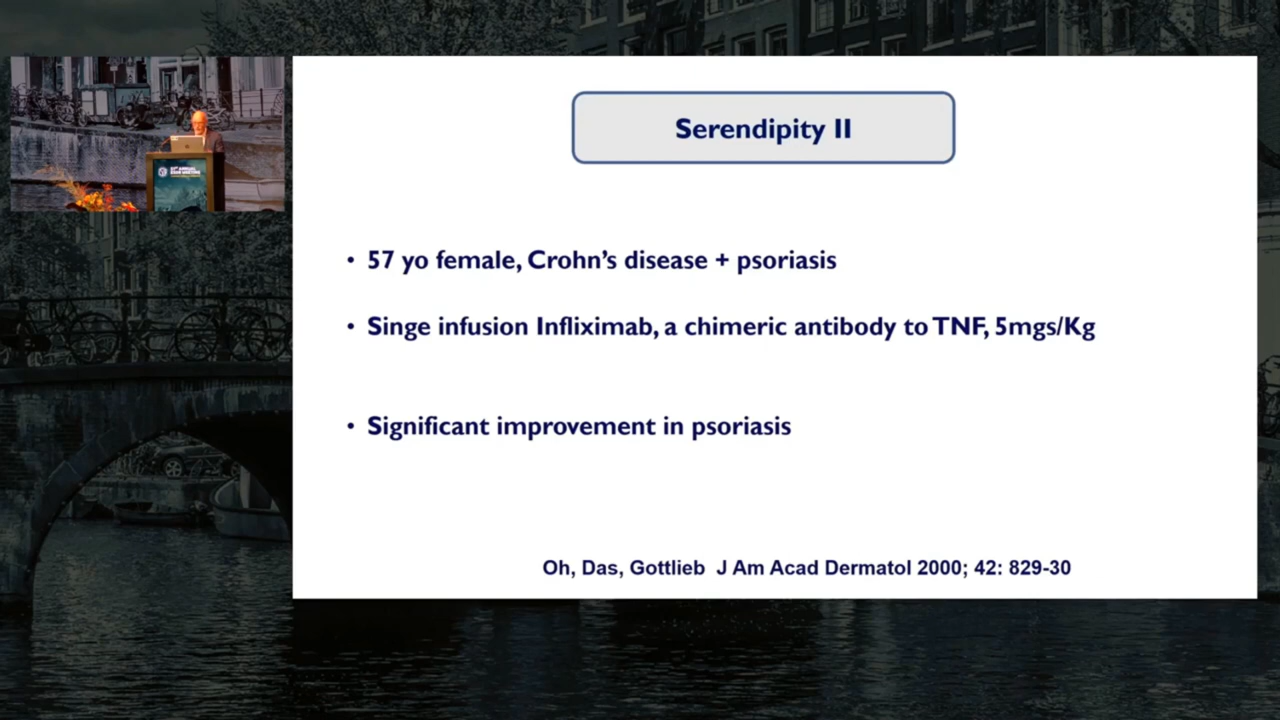 Serendipity II
• 57 yo female, Crohn's disease + psoriasis
• Singe infusion Infliximab, a chimeric antibody to TNF, 5mgs/Kg
• Significant improvement in psoriasis
Oh, Das, Gottlieb J Am Acad Dermatol 2000; 42: 829-30